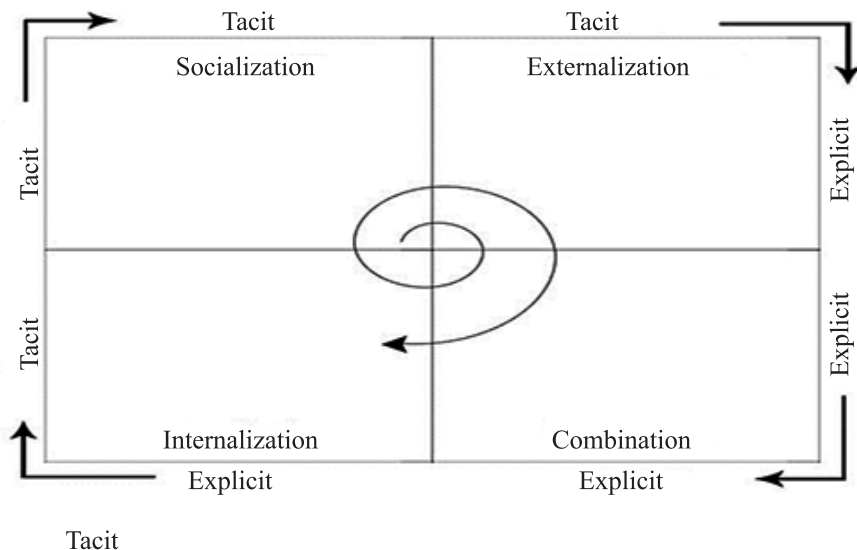 Tacit Tacit
Socialization Externalization
Tacit Explicit
Tacit Explicit
Internalization Combination
Explicit Explicit
Tacit